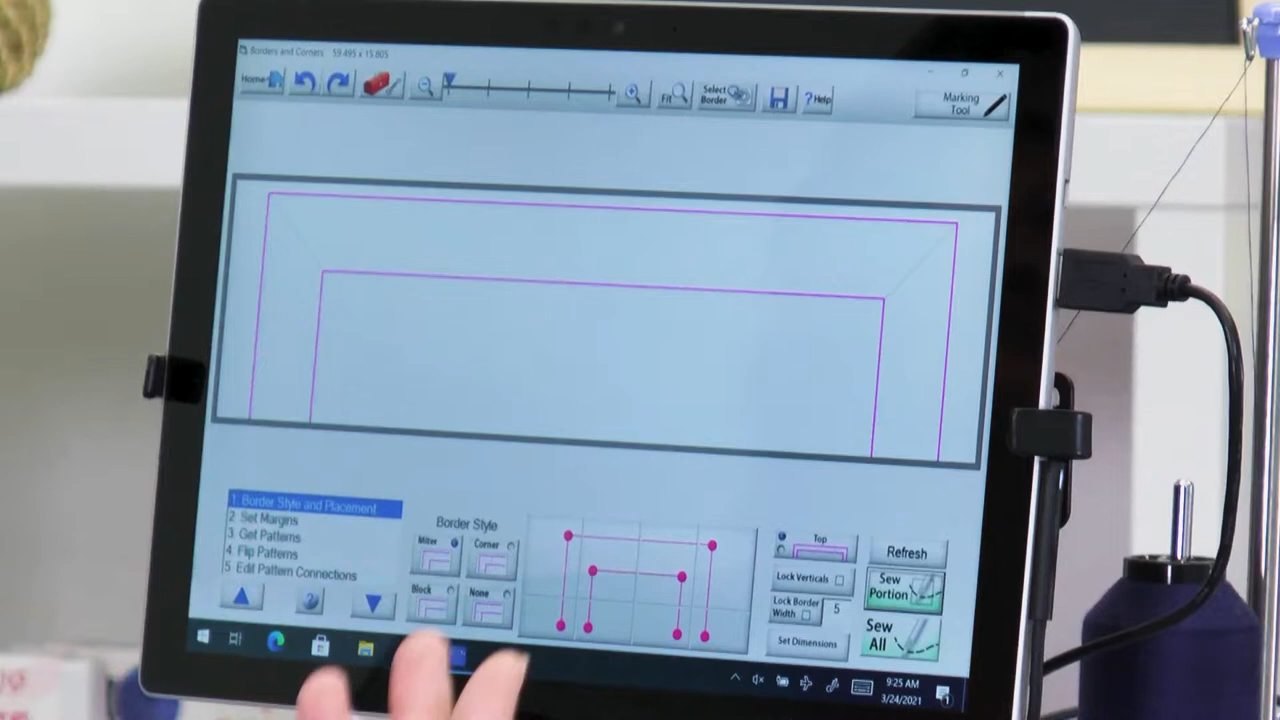 Borders and Corners 59.495 x 15.805
Home
Fit
Select
Border
? Help
Marking
Tool
1. Border Style and Placement
2. Set Margins
3. Get Patterns
4. Flip Patterns
5 Edit Pattern Connections
Border Style
Miter
Corner
Block
None
Top
Lock Verticals
Lock Border
Width
5
Set Dimensions
Refresh
Sew
Portion
Sew
All
9:25 AM
3/24/2021
1